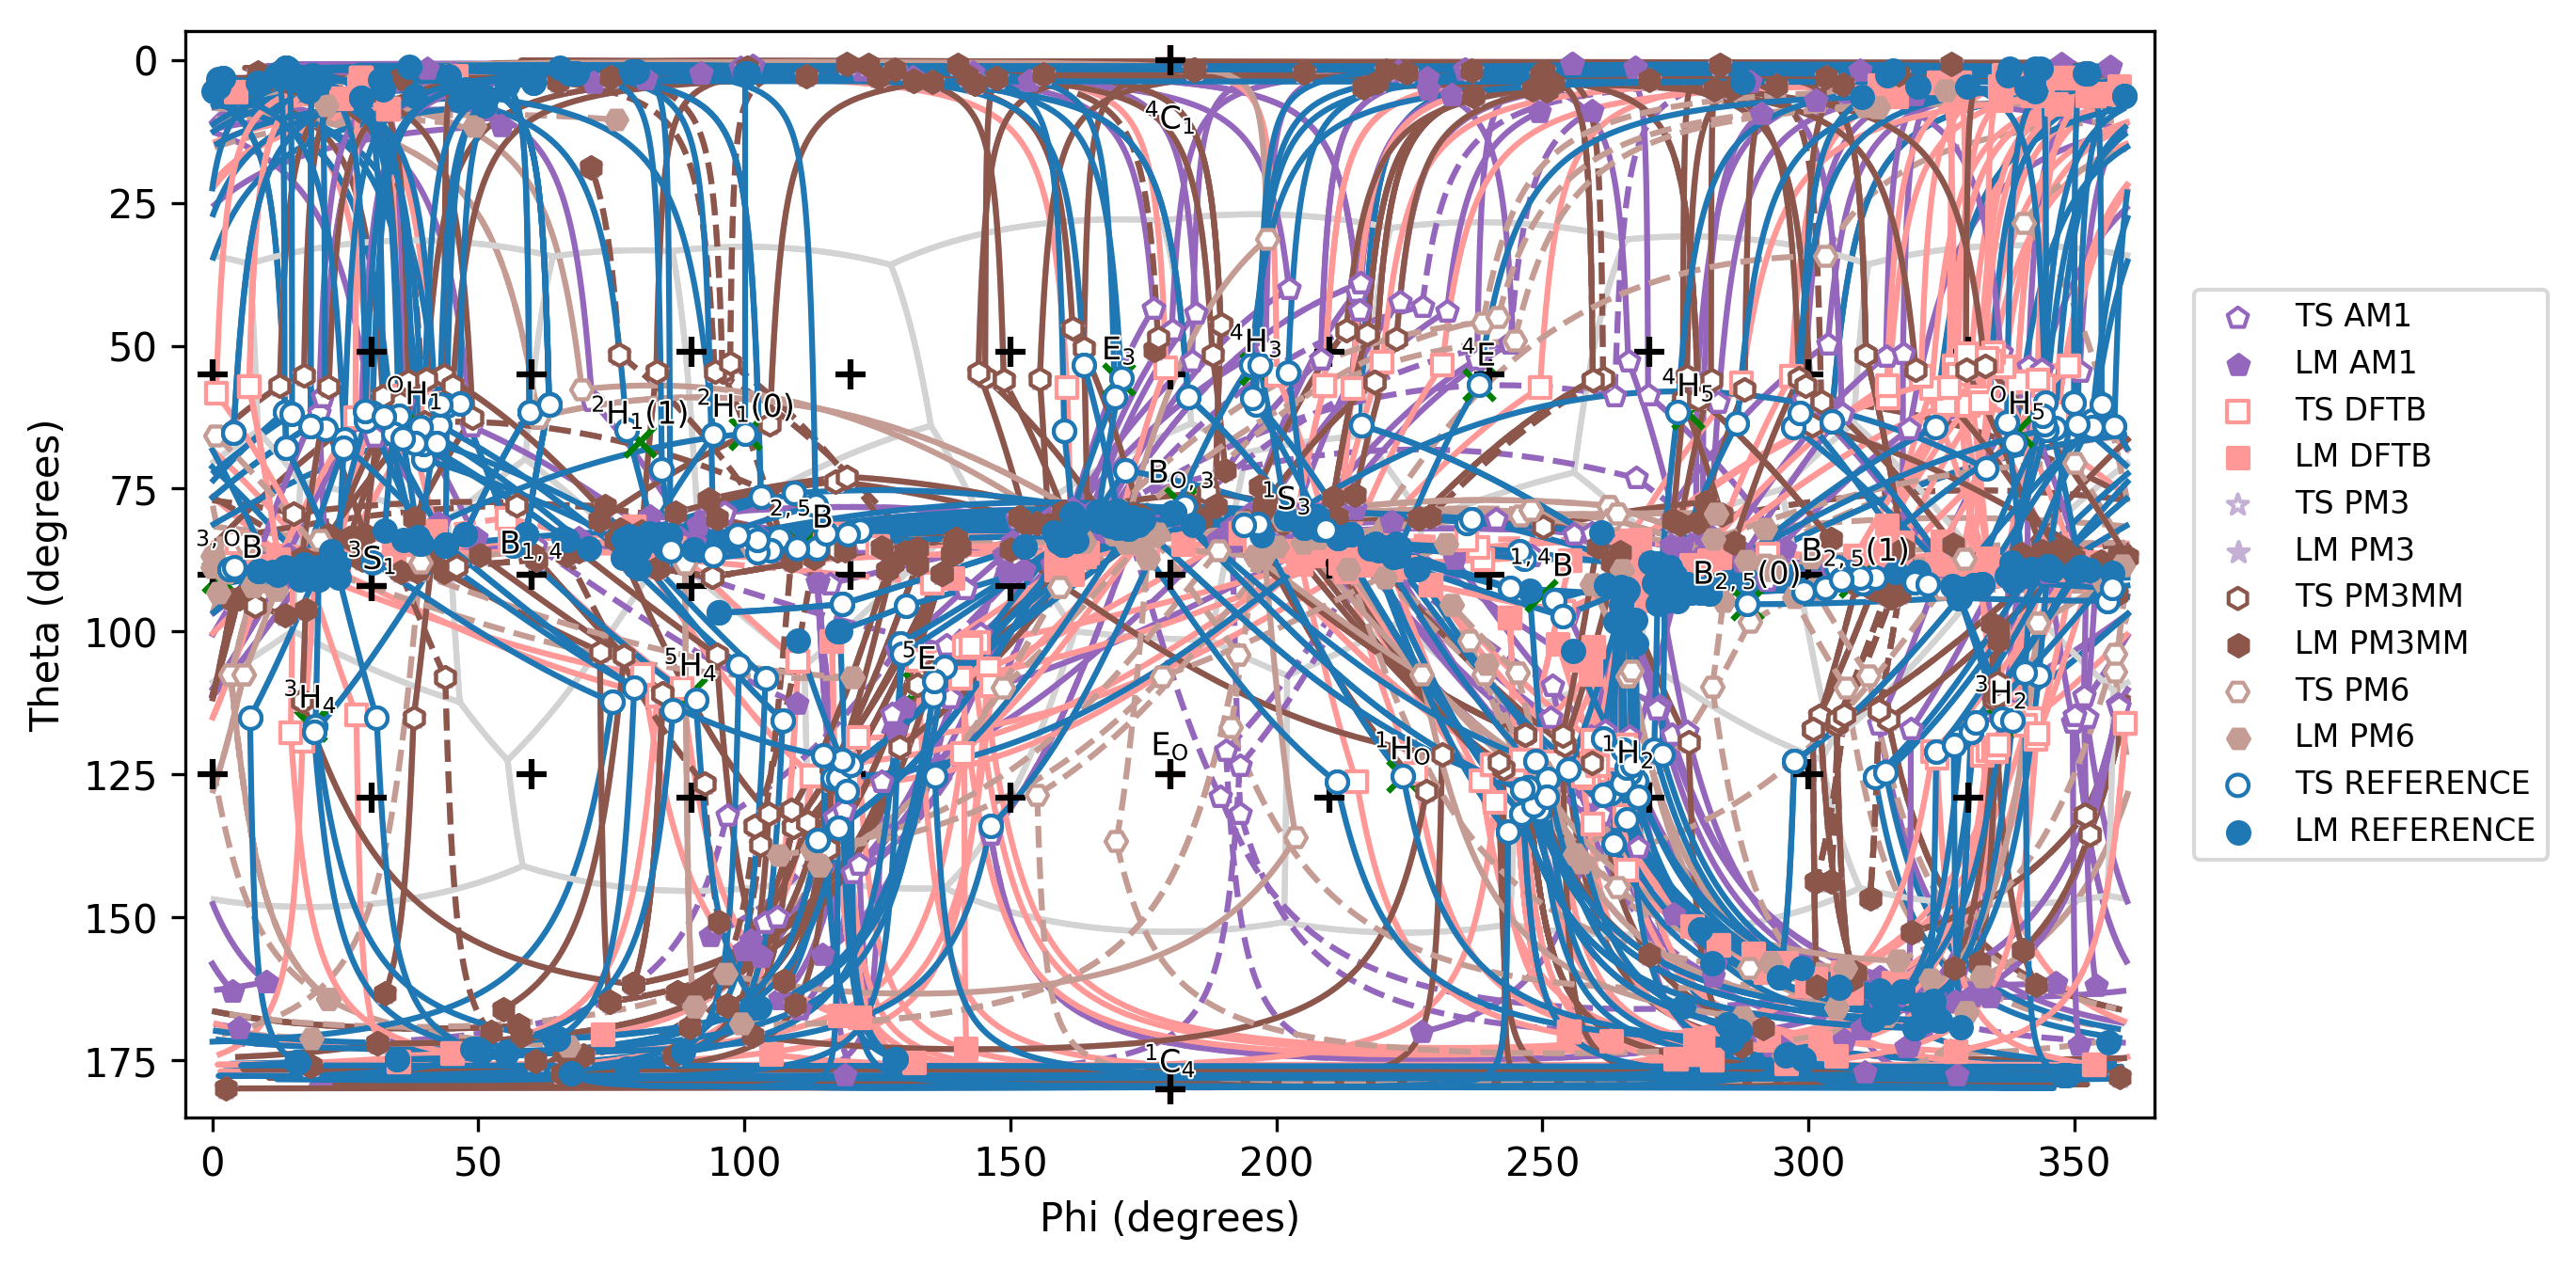 0
25
50
75
100
125
150
175
Theta (degrees)
0
50
100
150
200
250
300
350
Phi (degrees)
⁴C₁
E₃
⁴H₃
⁴E
⁴H₅
ᴼH₁
²H₁(1)
²H₁(0)
ᴼH₅
B_O,3
¹S₃
²,⁵B
³,ᴼB
³S₁
B₁,₄
¹,⁴B
B₂,₅(0)
B₂,₅(1)
⁵E
⁵H₄
³H₄
³H₂
E_O
¹H_O
¹H₂
¹C₄
TS AM1
LM AM1
TS DFTB
LM DFTB
TS PM3
LM PM3
TS PM3MM
LM PM3MM
TS PM6
LM PM6
TS REFERENCE
LM REFERENCE